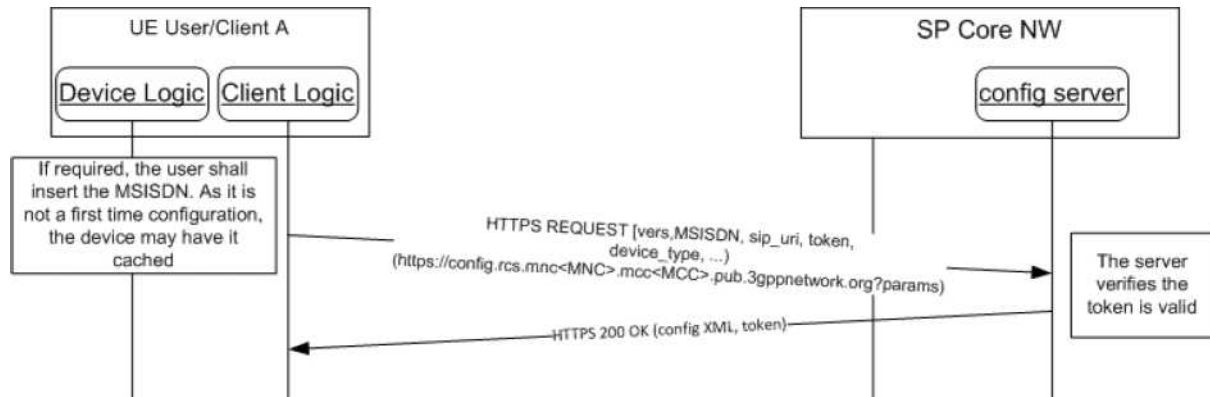 UE User/Client A
SP Core NW
Device Logic
Client Logic
config server
If required, the user shall
insert the MSISDN. As it is
not a first time configuration,
the device may have it
cached
HTTPS REQUEST [vers,MSISDN, sip_uri, token,
device_type, ...)
(https://config.rcs.mnc<MNC>.mcc<MCC>.pub.3gppnetwork.org?params)
The server
verifies the
token is valid
HTTPS 200 OK (config XML, token)